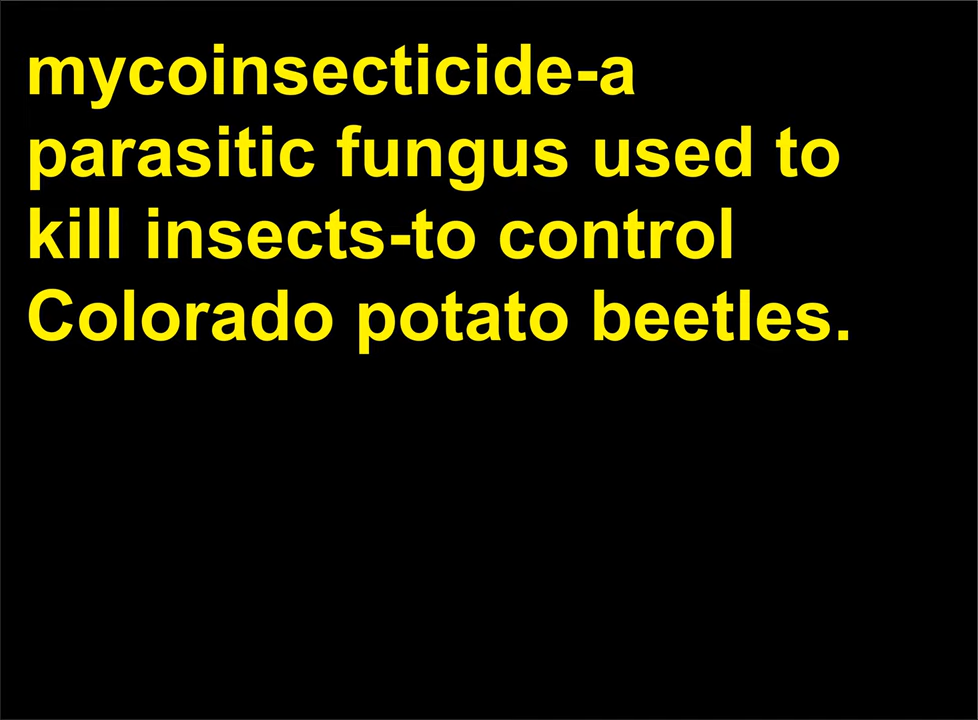 mycoinsecticide-a
parasitic fungus used to
kill insects-to control
Colorado potato beetles.